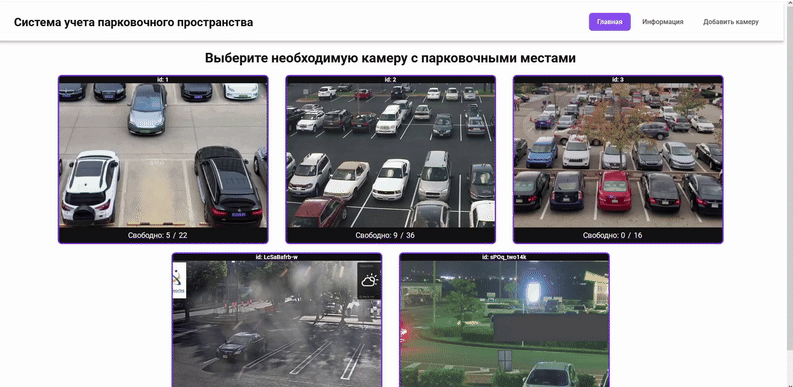 Система учета парковочного пространства
Главная
Информация
Добавить камеру
Выберите необходимую камеру с парковочными местами
id: 1
id: 2
id: 3
Свободно: 5 / 22
Свободно: 9 / 36
Свободно: 0 / 16
id: LcSaBafrb-w
id: sPOq_two14k